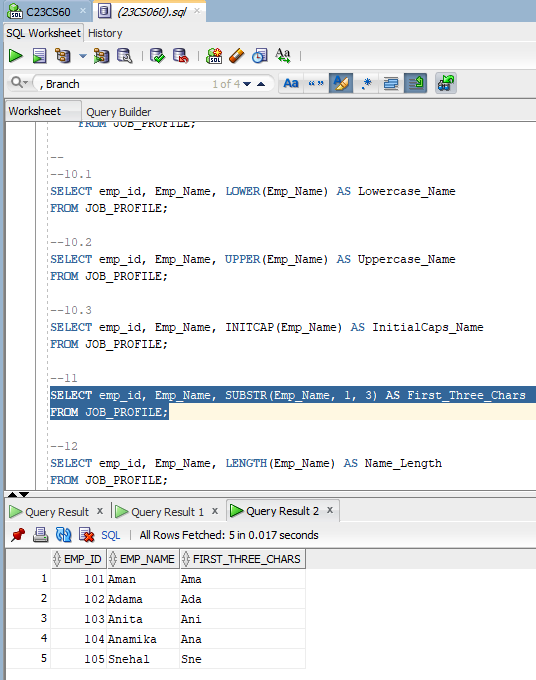 C23CS60 × (23CS060).sql ×
SQL Worksheet History
, Branch 1 of 4 Aa “ ” .*
Worksheet Query Builder
FROM JOB_PROFILE;
--
--10.1
SELECT emp_id, Emp_Name, LOWER(Emp_Name) AS Lowercase_Name
FROM JOB_PROFILE;
--10.2
SELECT emp_id, Emp_Name, UPPER(Emp_Name) AS Uppercase_Name
FROM JOB_PROFILE;
--10.3
SELECT emp_id, Emp_Name, INITCAP(Emp_Name) AS InitialCaps_Name
FROM JOB_PROFILE;
--11
SELECT emp_id, Emp_Name, SUBSTR(Emp_Name, 1, 3) AS First_Three_Chars
FROM JOB_PROFILE;
--12
SELECT emp_id, Emp_Name, LENGTH(Emp_Name) AS Name_Length
FROM JOB_PROFILE;
Query Result × Query Result 1 × Query Result 2 ×
SQL | All Rows Fetched: 5 in 0.017 seconds
EMP_ID EMP_NAME FIRST_THREE_CHARS
1 101 Aman Ama
2 102 Adama Ada
3 103 Anita Ani
4 104 Anamika Ana
5 105 Snehal Sne